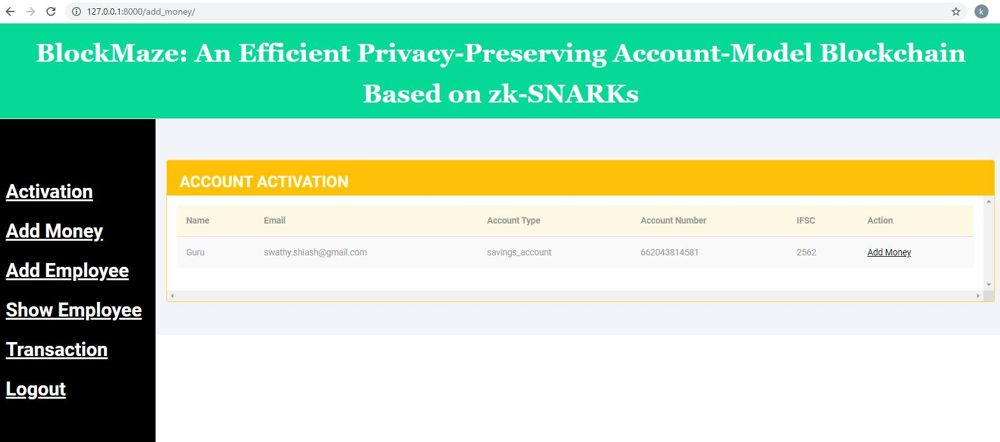 127.0.0.1:8000/add_money/
k
BlockMaze: An Efficient Privacy-Preserving Account-Model Blockchain
Based on zk-SNARKs
Activation
Add Money
Add Employee
Show Employee
Transaction
Logout
ACCOUNT ACTIVATION
Name Email Account Type Account Number IFSC Action
Guru swathy.shiash@gmail.com savings_account 662043814581 2562 Add Money